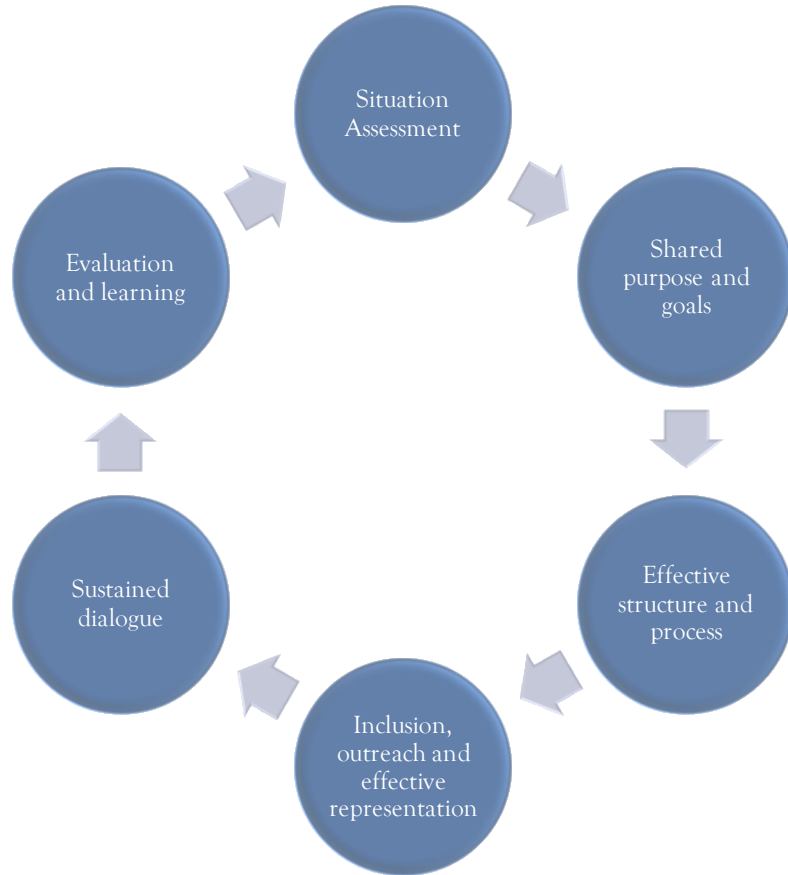 Situation
Assessment
Shared
purpose and
goals
Effective
structure and
process
Inclusion,
outreach and
effective
representation
Sustained
dialogue
Evaluation
and learning